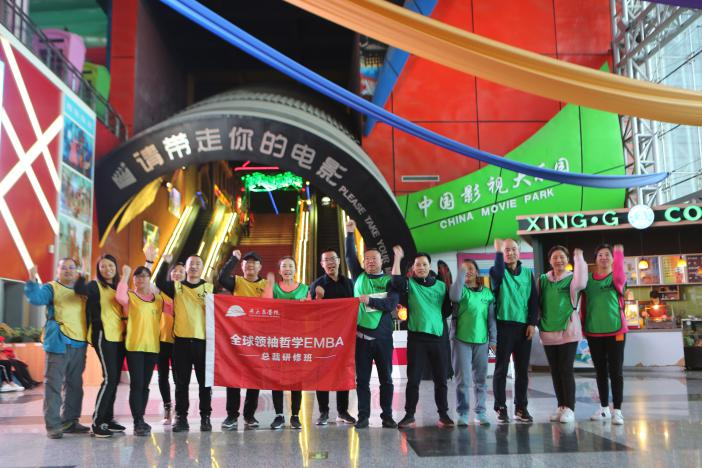 请带走你的电影
PLEASE TAKE YOUR
中国影视大乐园
CHINA MOVIE PARK
XING·G CO
全球领袖哲学EMBA
总裁研修班